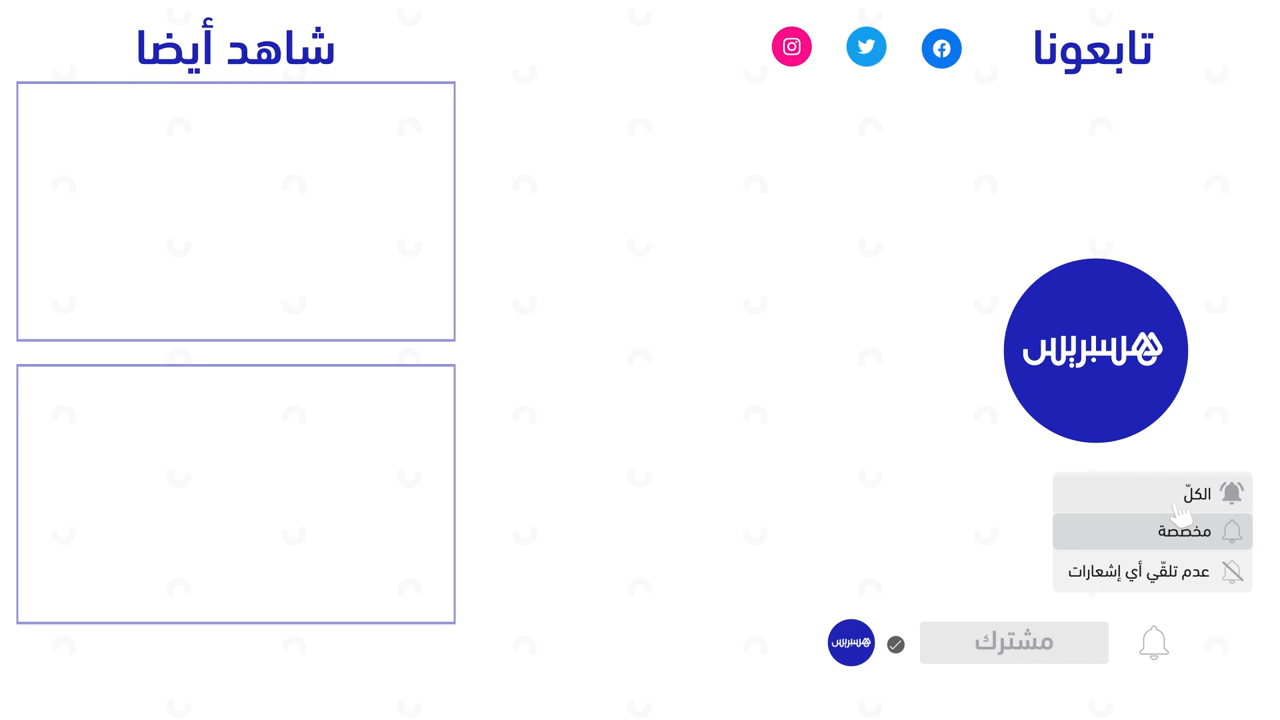 تابعونا
شاهد أيضا
هسبريس
الكلّ
مخصصة
عدم تلقّي أي إشعارات
مشترك
هسبريس